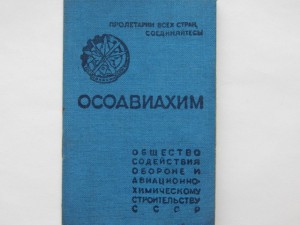 ПРОЛЕТАРИИ ВСЕХ СТРАН,
СОЕДИНЯЙТЕСЬ
ОСОАВИАХИМ
ОБЩЕСТВО
СОДЕЙСТВИЯ
ОБОРОНЕ И
АВИАЦИОННО-
ХИМИЧЕСКОМУ
СТРОИТЕЛЬСТВУ
СССР